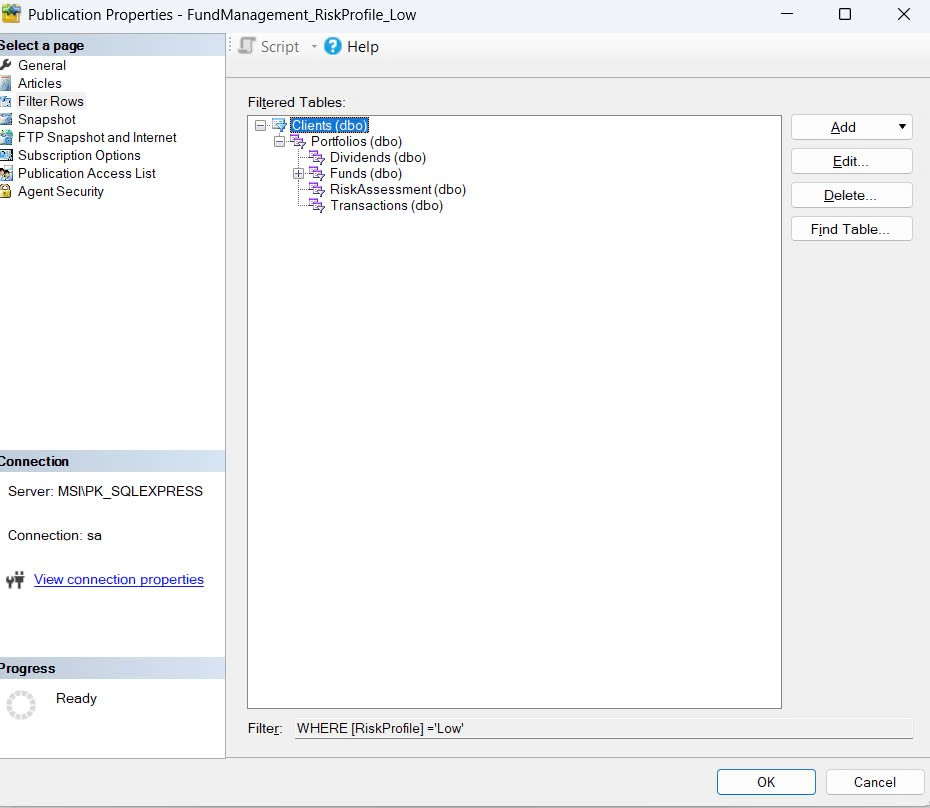 Publication Properties - FundManagement_RiskProfile_Low
Select a page
General
Articles
Filter Rows
Snapshot
FTP Snapshot and Internet
Subscription Options
Publication Access List
Agent Security
Script
Help
Filtered Tables:
Clients (dbo)
Portfolios (dbo)
Dividends (dbo)
Funds (dbo)
RiskAssessment (dbo)
Transactions (dbo)
Add
Edit...
Delete...
Find Table...
Connection
Server: MSI\PK_SQLEXPRESS
Connection: sa
View connection properties
Progress
Ready
Filter: WHERE [RiskProfile] ='Low'
OK
Cancel